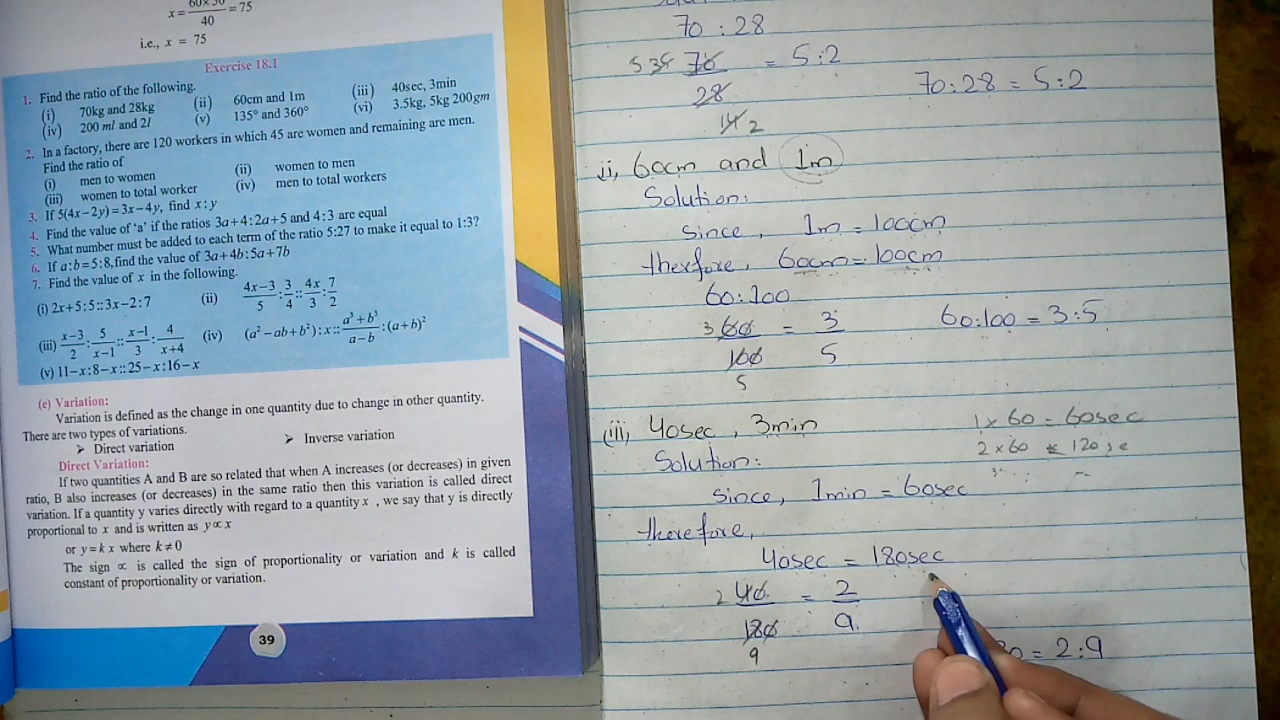 x = 60×50 / 40 = 75
i.e., x = 75
Exercise 18.1
1. Find the ratio of the following.
(i) 70kg and 28kg (ii) 60cm and 1m (iii) 40sec, 3min
(iv) 200 ml and 2l (v) 135° and 360° (vi) 3.5kg, 5kg 200gm
2. In a factory, there are 120 workers in which 45 are women and remaining are men.
Find the ratio of
(i) men to women (ii) women to men
(iii) women to total worker (iv) men to total workers
3. If 5(4x−2y)=3x−4y, find x:y
4. Find the value of 'a' if the ratios 3a+4:2a+5 and 4:3 are equal
5. What number must be added to each term of the ratio 5:27 to make it equal to 1:3?
6. If a:b=5:8, find the value of 3a+4b:5a+7b
7. Find the value of x in the following.
(i) 2x+5:5::3x−2:7 (ii) 4x−3/5 : 3/4 :: 4x/3 : 7/2
(iii) x−3/2 : 5/x−1 :: x−1/3 : 4/x+4 (iv) (a²−ab+b²):x:: a³+b³/a−b :(a+b)²
(v) 11−x:8−x::25−x:16−x
(e) Variation:
Variation is defined as the change in one quantity due to change in other quantity.
There are two types of variations.
➢ Direct variation ➢ Inverse variation
Direct Variation:
If two quantities A and B are so related that when A increases (or decreases) in given
ratio, B also increases (or decreases) in the same ratio then this variation is called direct
variation. If a quantity y varies directly with regard to a quantity x , we say that y is directly
proportional to x and is written as y∝x
or y=kx where k≠0
The sign ∝ is called the sign of proportionality or variation and k is called
constant of proportionality or variation.
39
70 : 28
5 35 70 = 5:2
28
14 2
70:28 = 5:2
ii, 60cm and 1m
Solution:
since, 1m = 100cm
therfore, 60cm = 100cm
60:100
3 60 = 3
100 5
5
60:100 = 3:5
(iii, 40sec, 3min
1 x 60 = 60sec
2 x 60 = 120se
Solution:
since, 1min = 60sec
therefore,
40sec = 180sec
2 40 = 2
180 9
9
= 2:9